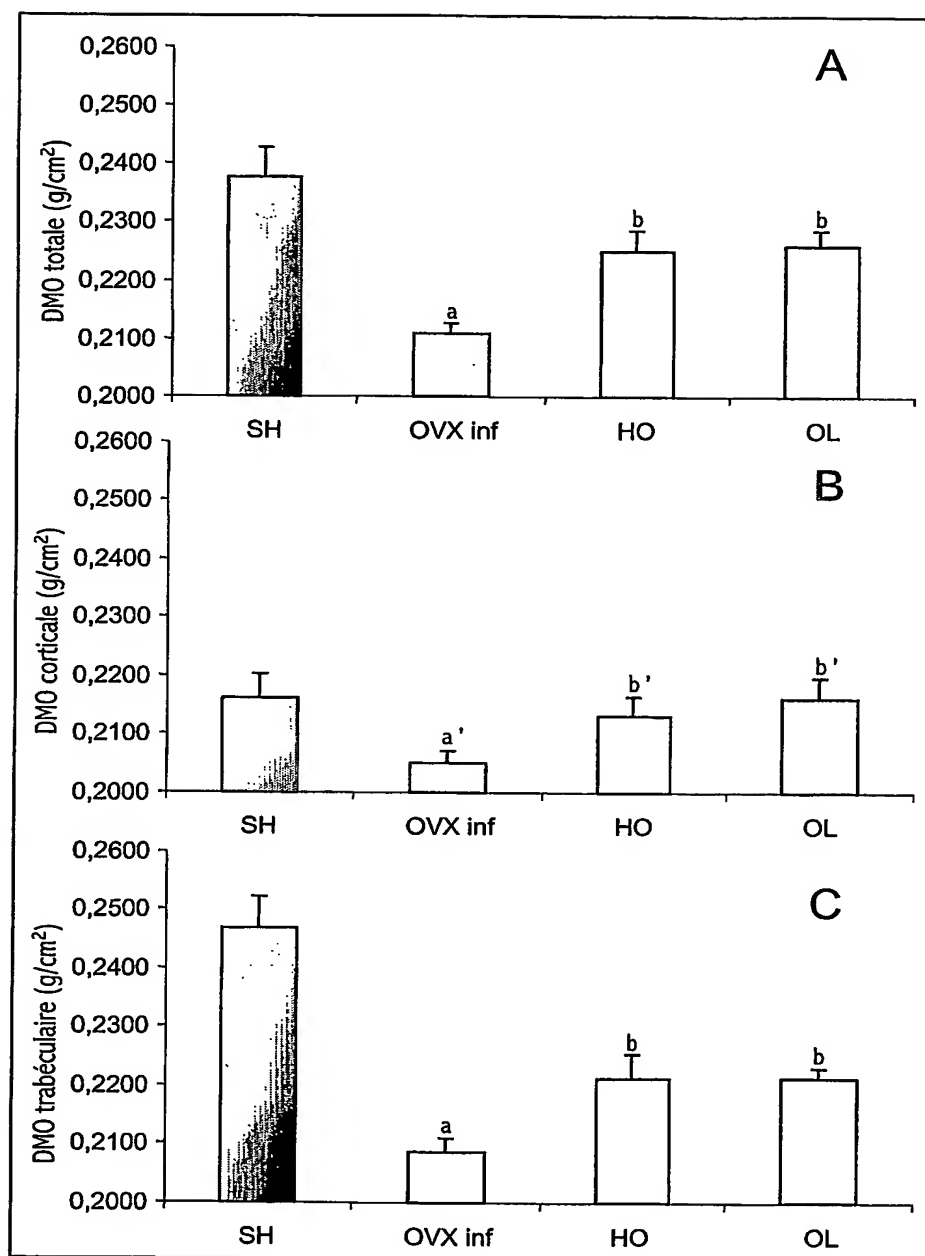 A
DMO totale (g/cm²)
0,2600
0,2500
0,2400
0,2300
0,2200
0,2100
0,2000
a
b
b
SH OVX inf HO OL
B
DMO corticale (g/cm²)
0,2600
0,2500
0,2400
0,2300
0,2200
0,2100
0,2000
a'
b'
b'
SH OVX inf HO OL
C
DMO trabéculaire (g/cm²)
0,2600
0,2500
0,2400
0,2300
0,2200
0,2100
0,2000
a
b
b
SH OVX inf HO OL